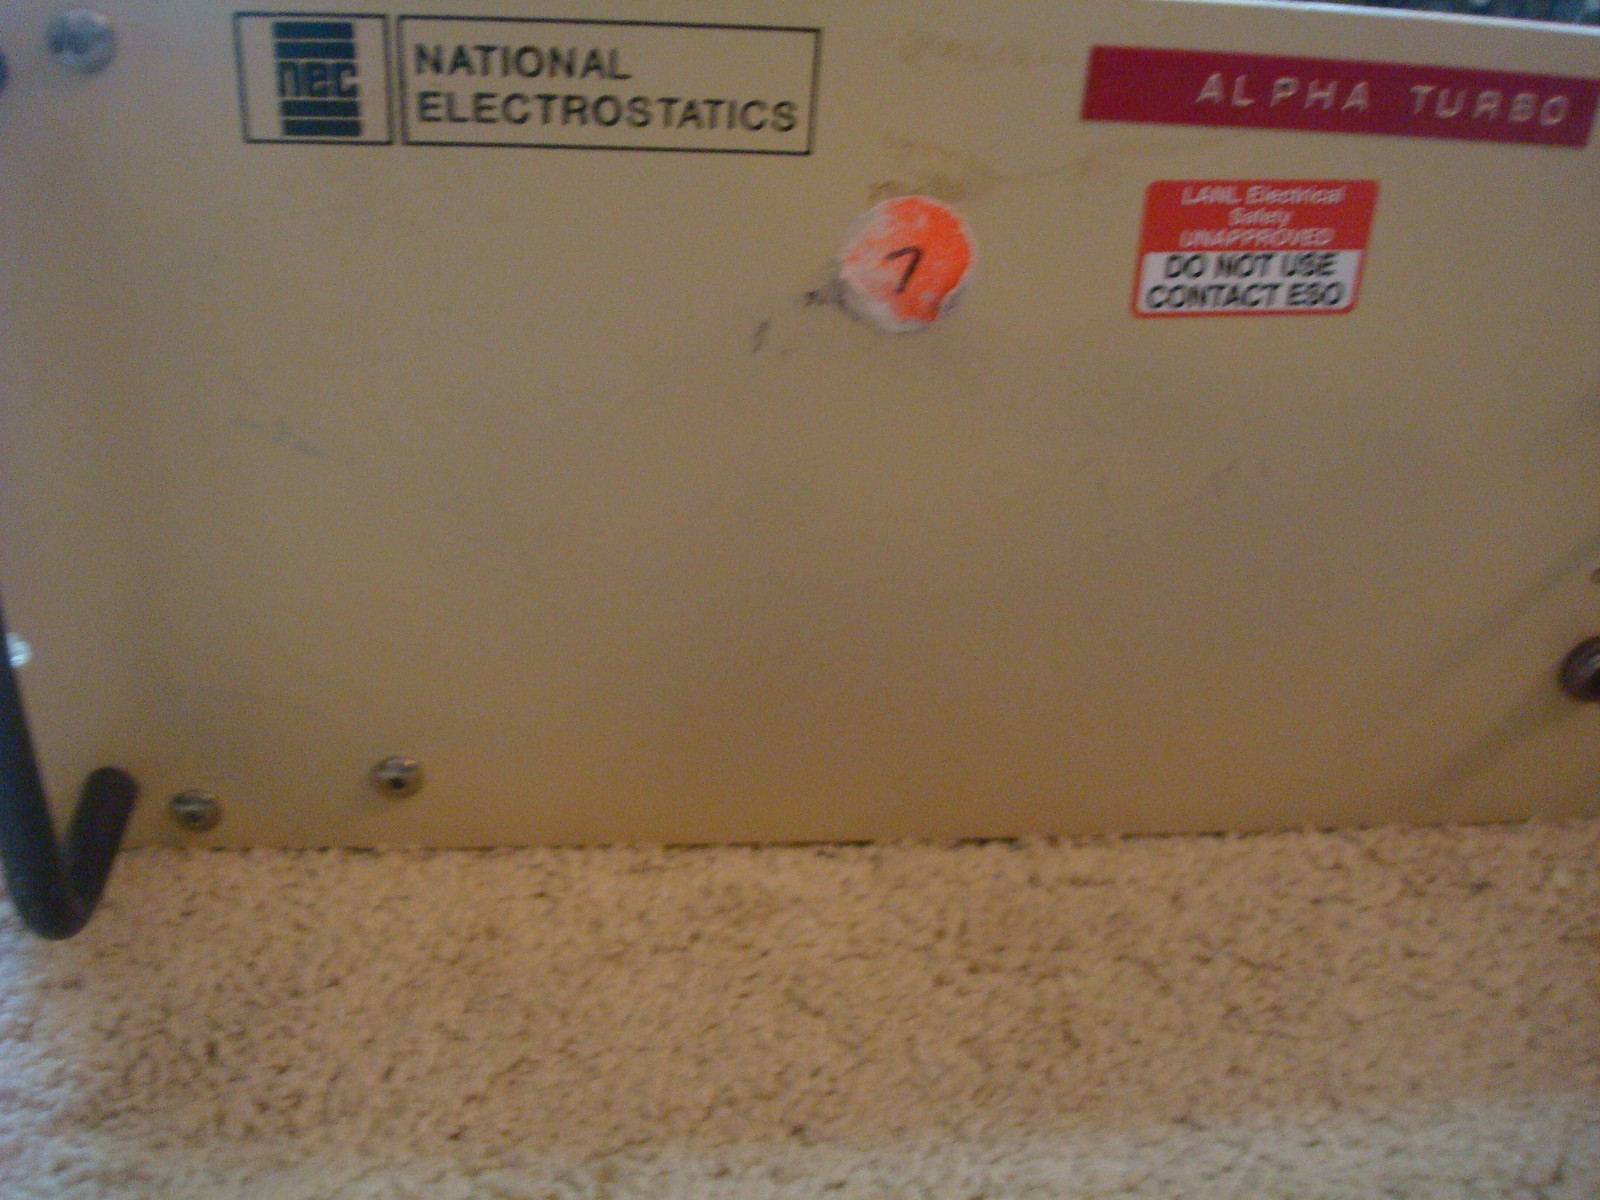 nec
NATIONAL
ELECTROSTATICS
ALPHA TURBO
7
LANL Electrical
Safety
UNAPPROVED
DO NOT USE
CONTACT ESO